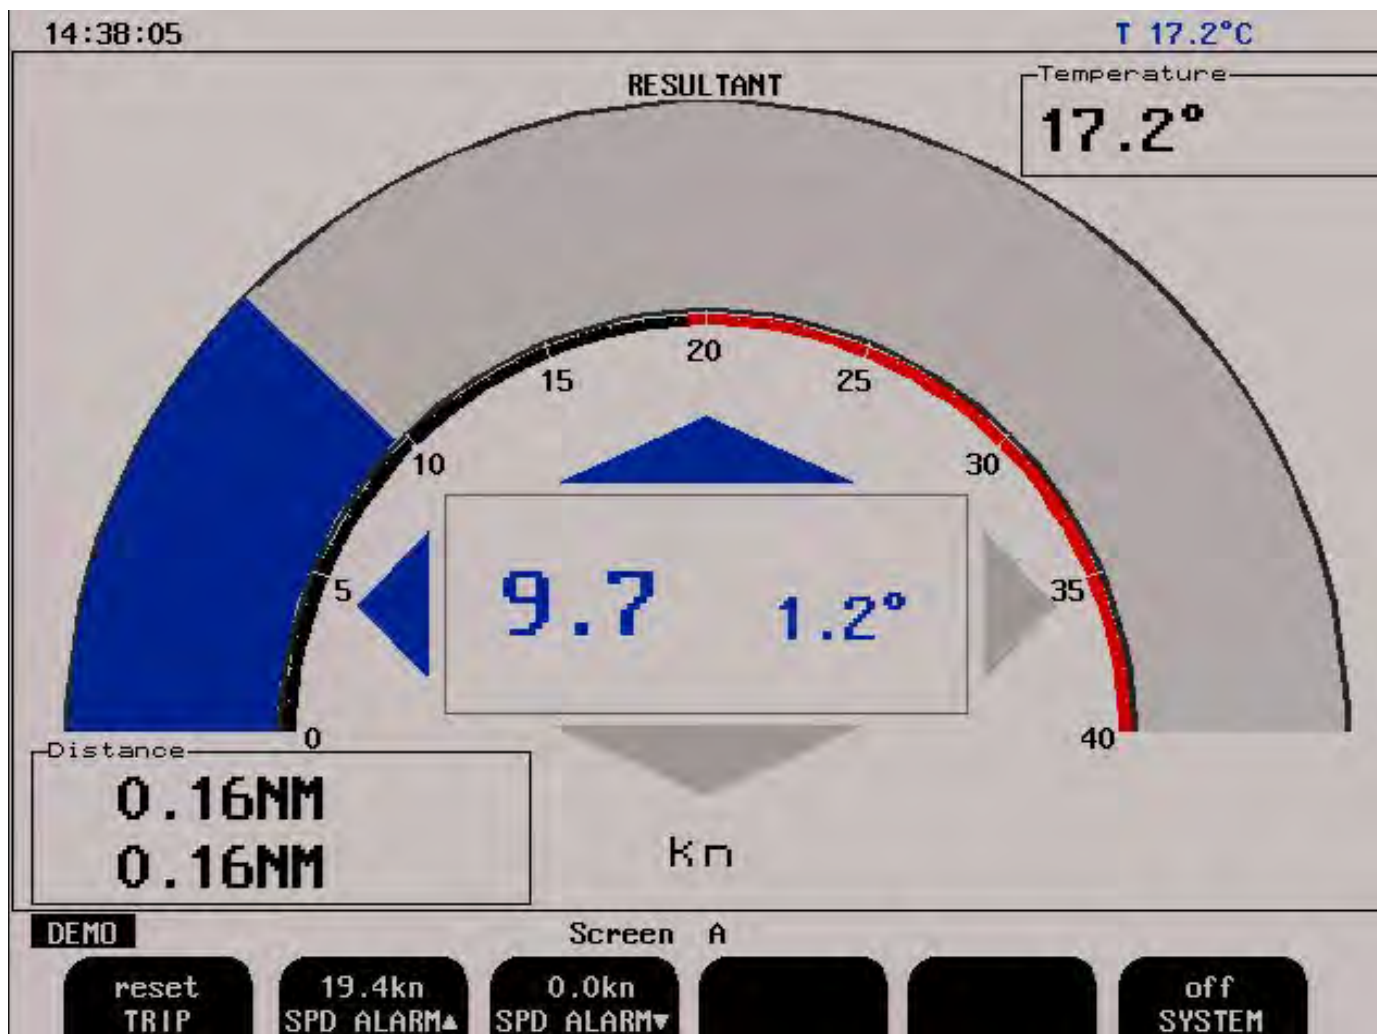 14:38:05
T 17.2°C
RESULTANT
Temperature
17.2°
20
15
25
10
30
5
9.7
1.2°
35
0
40
Distance
0.16NM
0.16NM
kn
DEMO
Screen A
reset
TRIP
19.4kn
SPD ALARM▲
0.0kn
SPD ALARM▼
off
SYSTEM